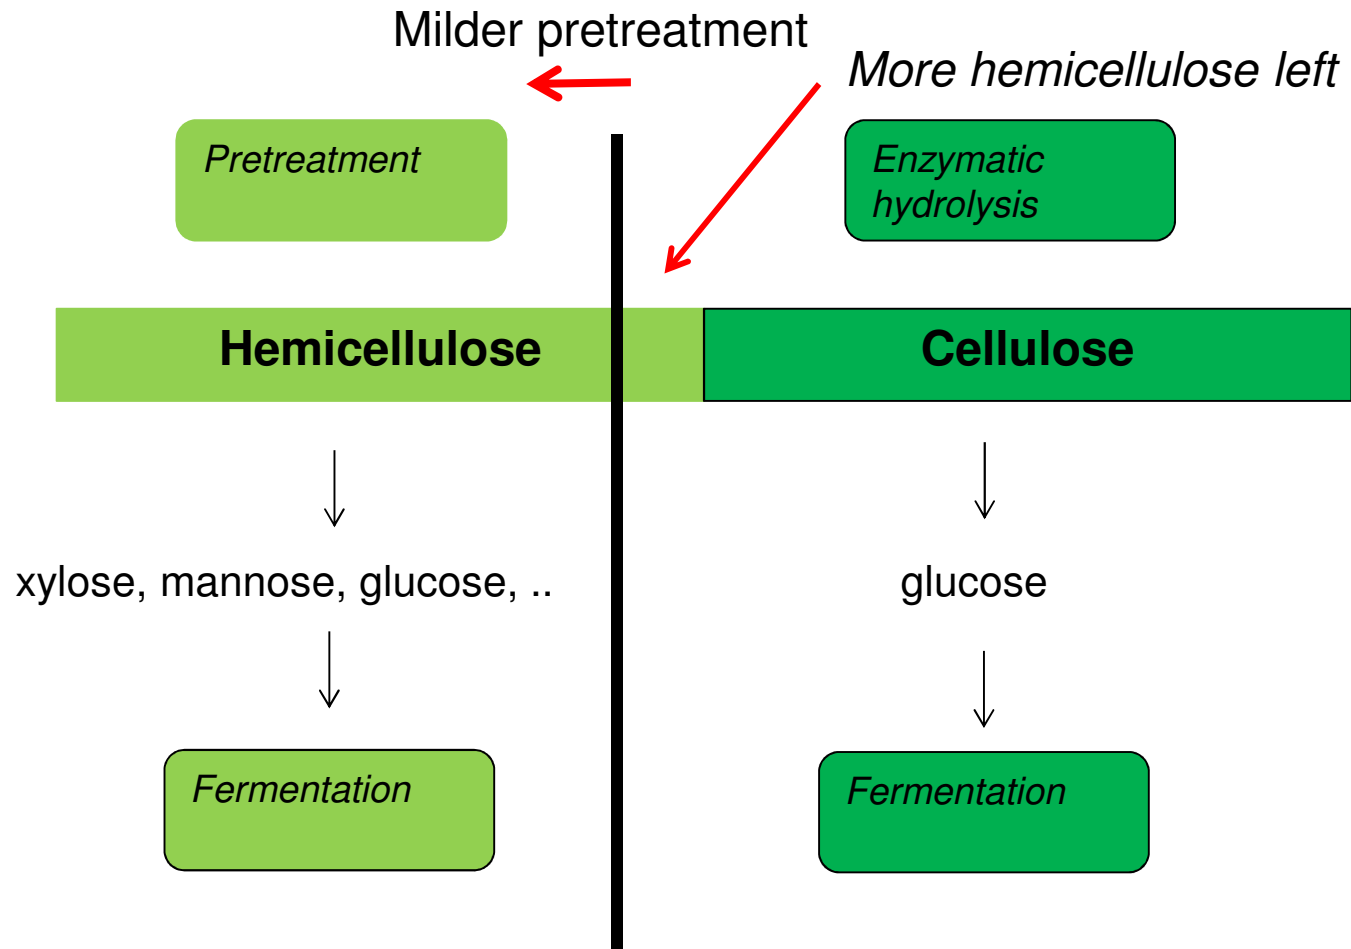 Milder pretreatment
More hemicellulose left
Pretreatment
Enzymatic
hydrolysis
Hemicellulose
Cellulose
xylose, mannose, glucose, ..
glucose
Fermentation
Fermentation